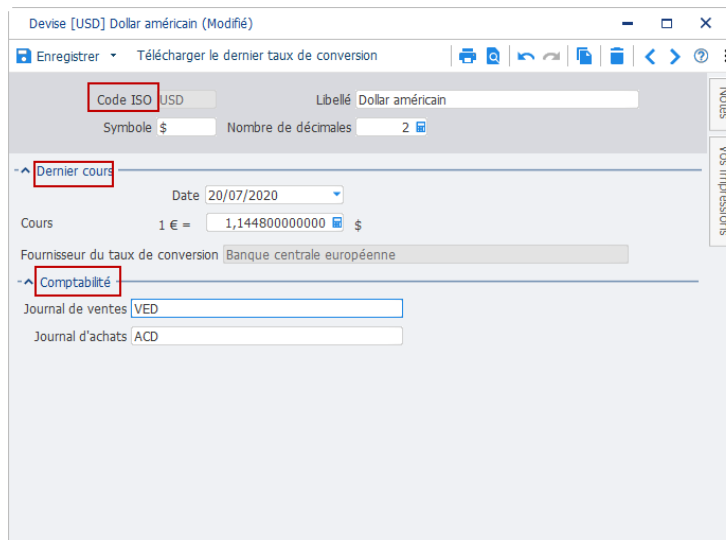 Devise [USD] Dollar américain (Modifié)
Enregistrer Télécharger le dernier taux de conversion
Code ISO USD Libellé Dollar américain
Symbole $ Nombre de décimales 2
Notes
Vos impressions
Dernier cours
Date 20/07/2020
Cours 1 € = 1,144800000000 $
Fournisseur du taux de conversion Banque centrale européenne
Comptabilité
Journal de ventes VED
Journal d'achats ACD